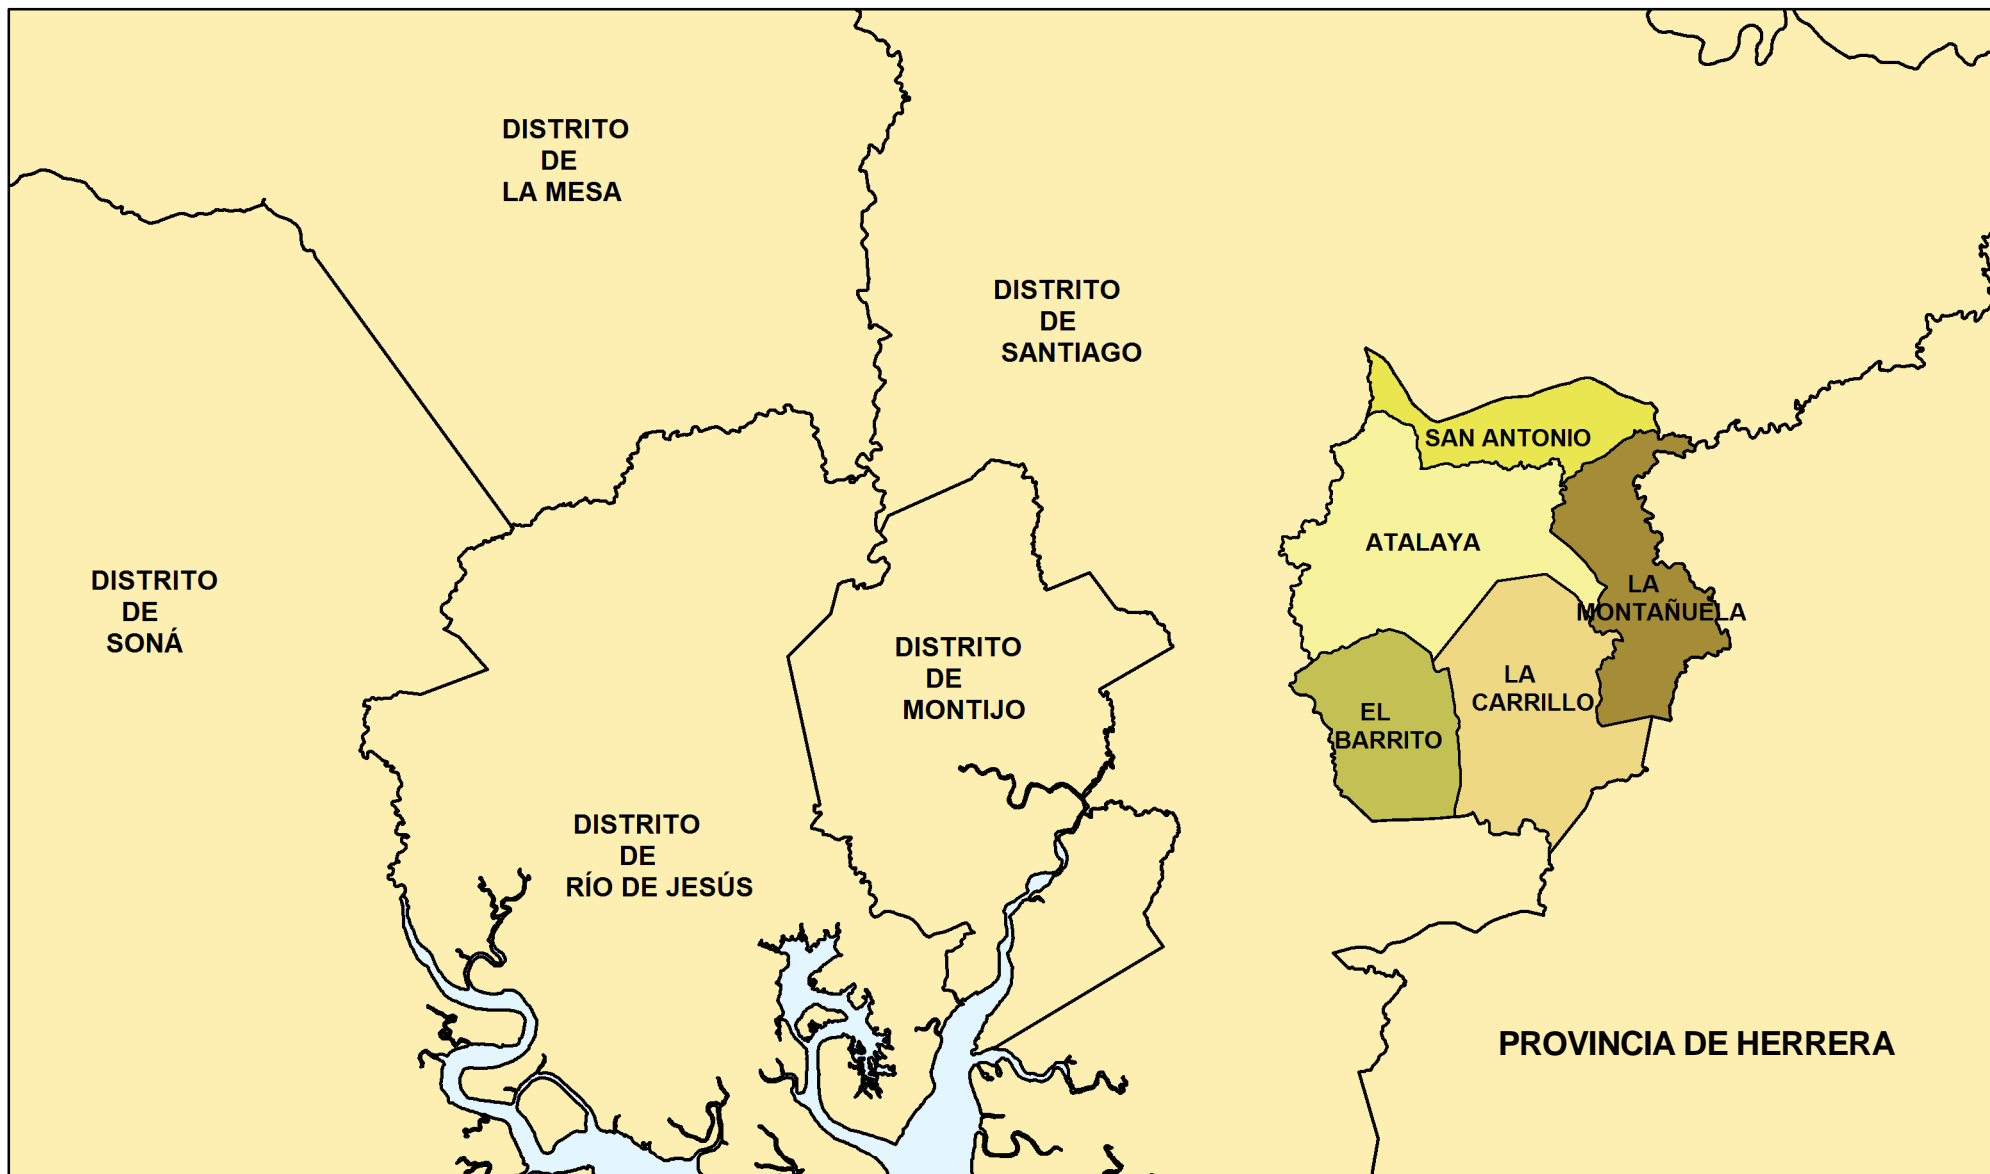 DISTRITO
DE
LA MESA
DISTRITO
DE
SANTIAGO
SAN ANTONIO
ATALAYA
DISTRITO
DE
SONÁ
LA
MONTAÑUELA
DISTRITO
DE
MONTIJO
LA
CARRILLO
EL
BARRITO
DISTRITO
DE
RÍO DE JESÚS
PROVINCIA DE HERRERA